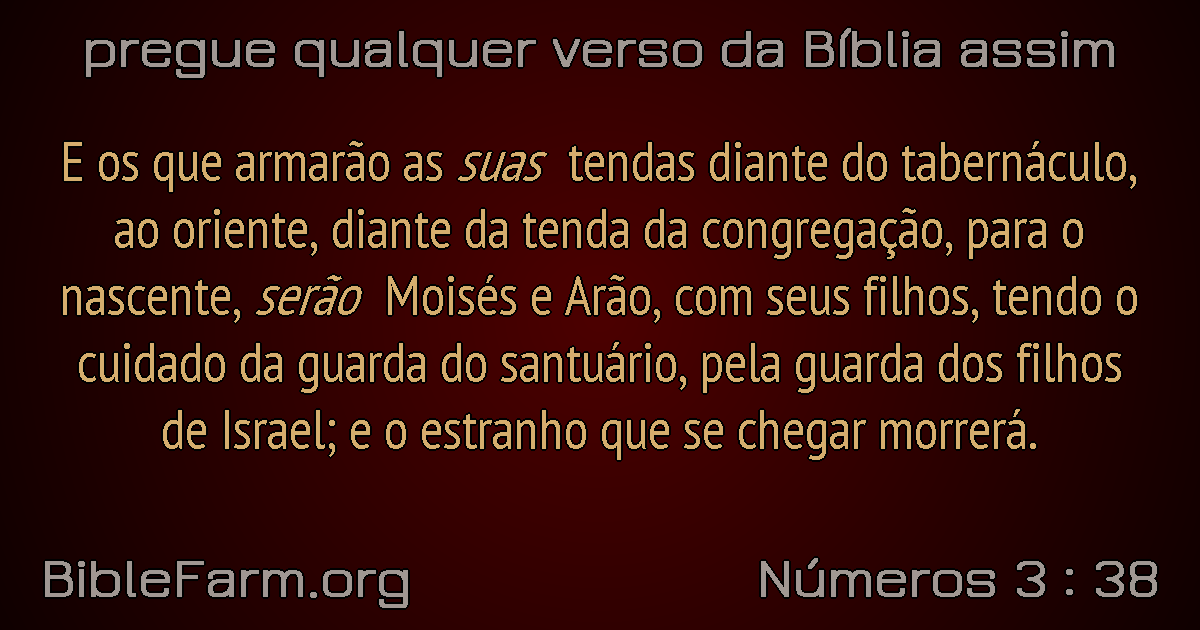 pregue qualquer verso da Bíblia assim
E os que armarão as suas tendas diante do tabernáculo,
ao oriente, diante da tenda da congregação, para o
nascente, serão Moisés e Arão, com seus filhos, tendo o
cuidado da guarda do santuário, pela guarda dos filhos
de Israel; e o estranho que se chegar morrerá.
BibleFarm.org
Números 3 : 38